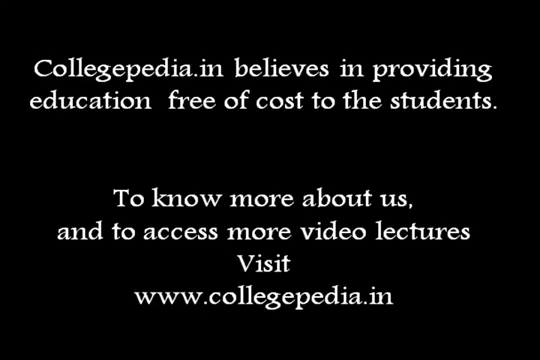 Collegepedia.in believes in providing
education free of cost to the students.
To know more about us,
and to access more video lectures
Visit
www.collegepedia.in